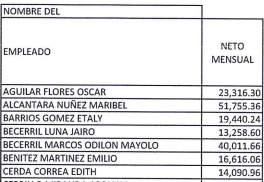 NOMBRE DEL
EMPLEADO
NETO
MENSUAL
AGUILAR FLORES OSCAR 23,316.30
ALCANTARA NUÑEZ MARIBEL 51,755.36
BARRIOS GOMEZ ETALY 19,440.24
BECERRIL LUNA JAIRO 13,258.60
BECERRIL MARCOS ODILON MAYOLO 40,011.66
BENITEZ MARTINEZ EMILIO 16,616.06
CERDA CORREA EDITH 14,090.96